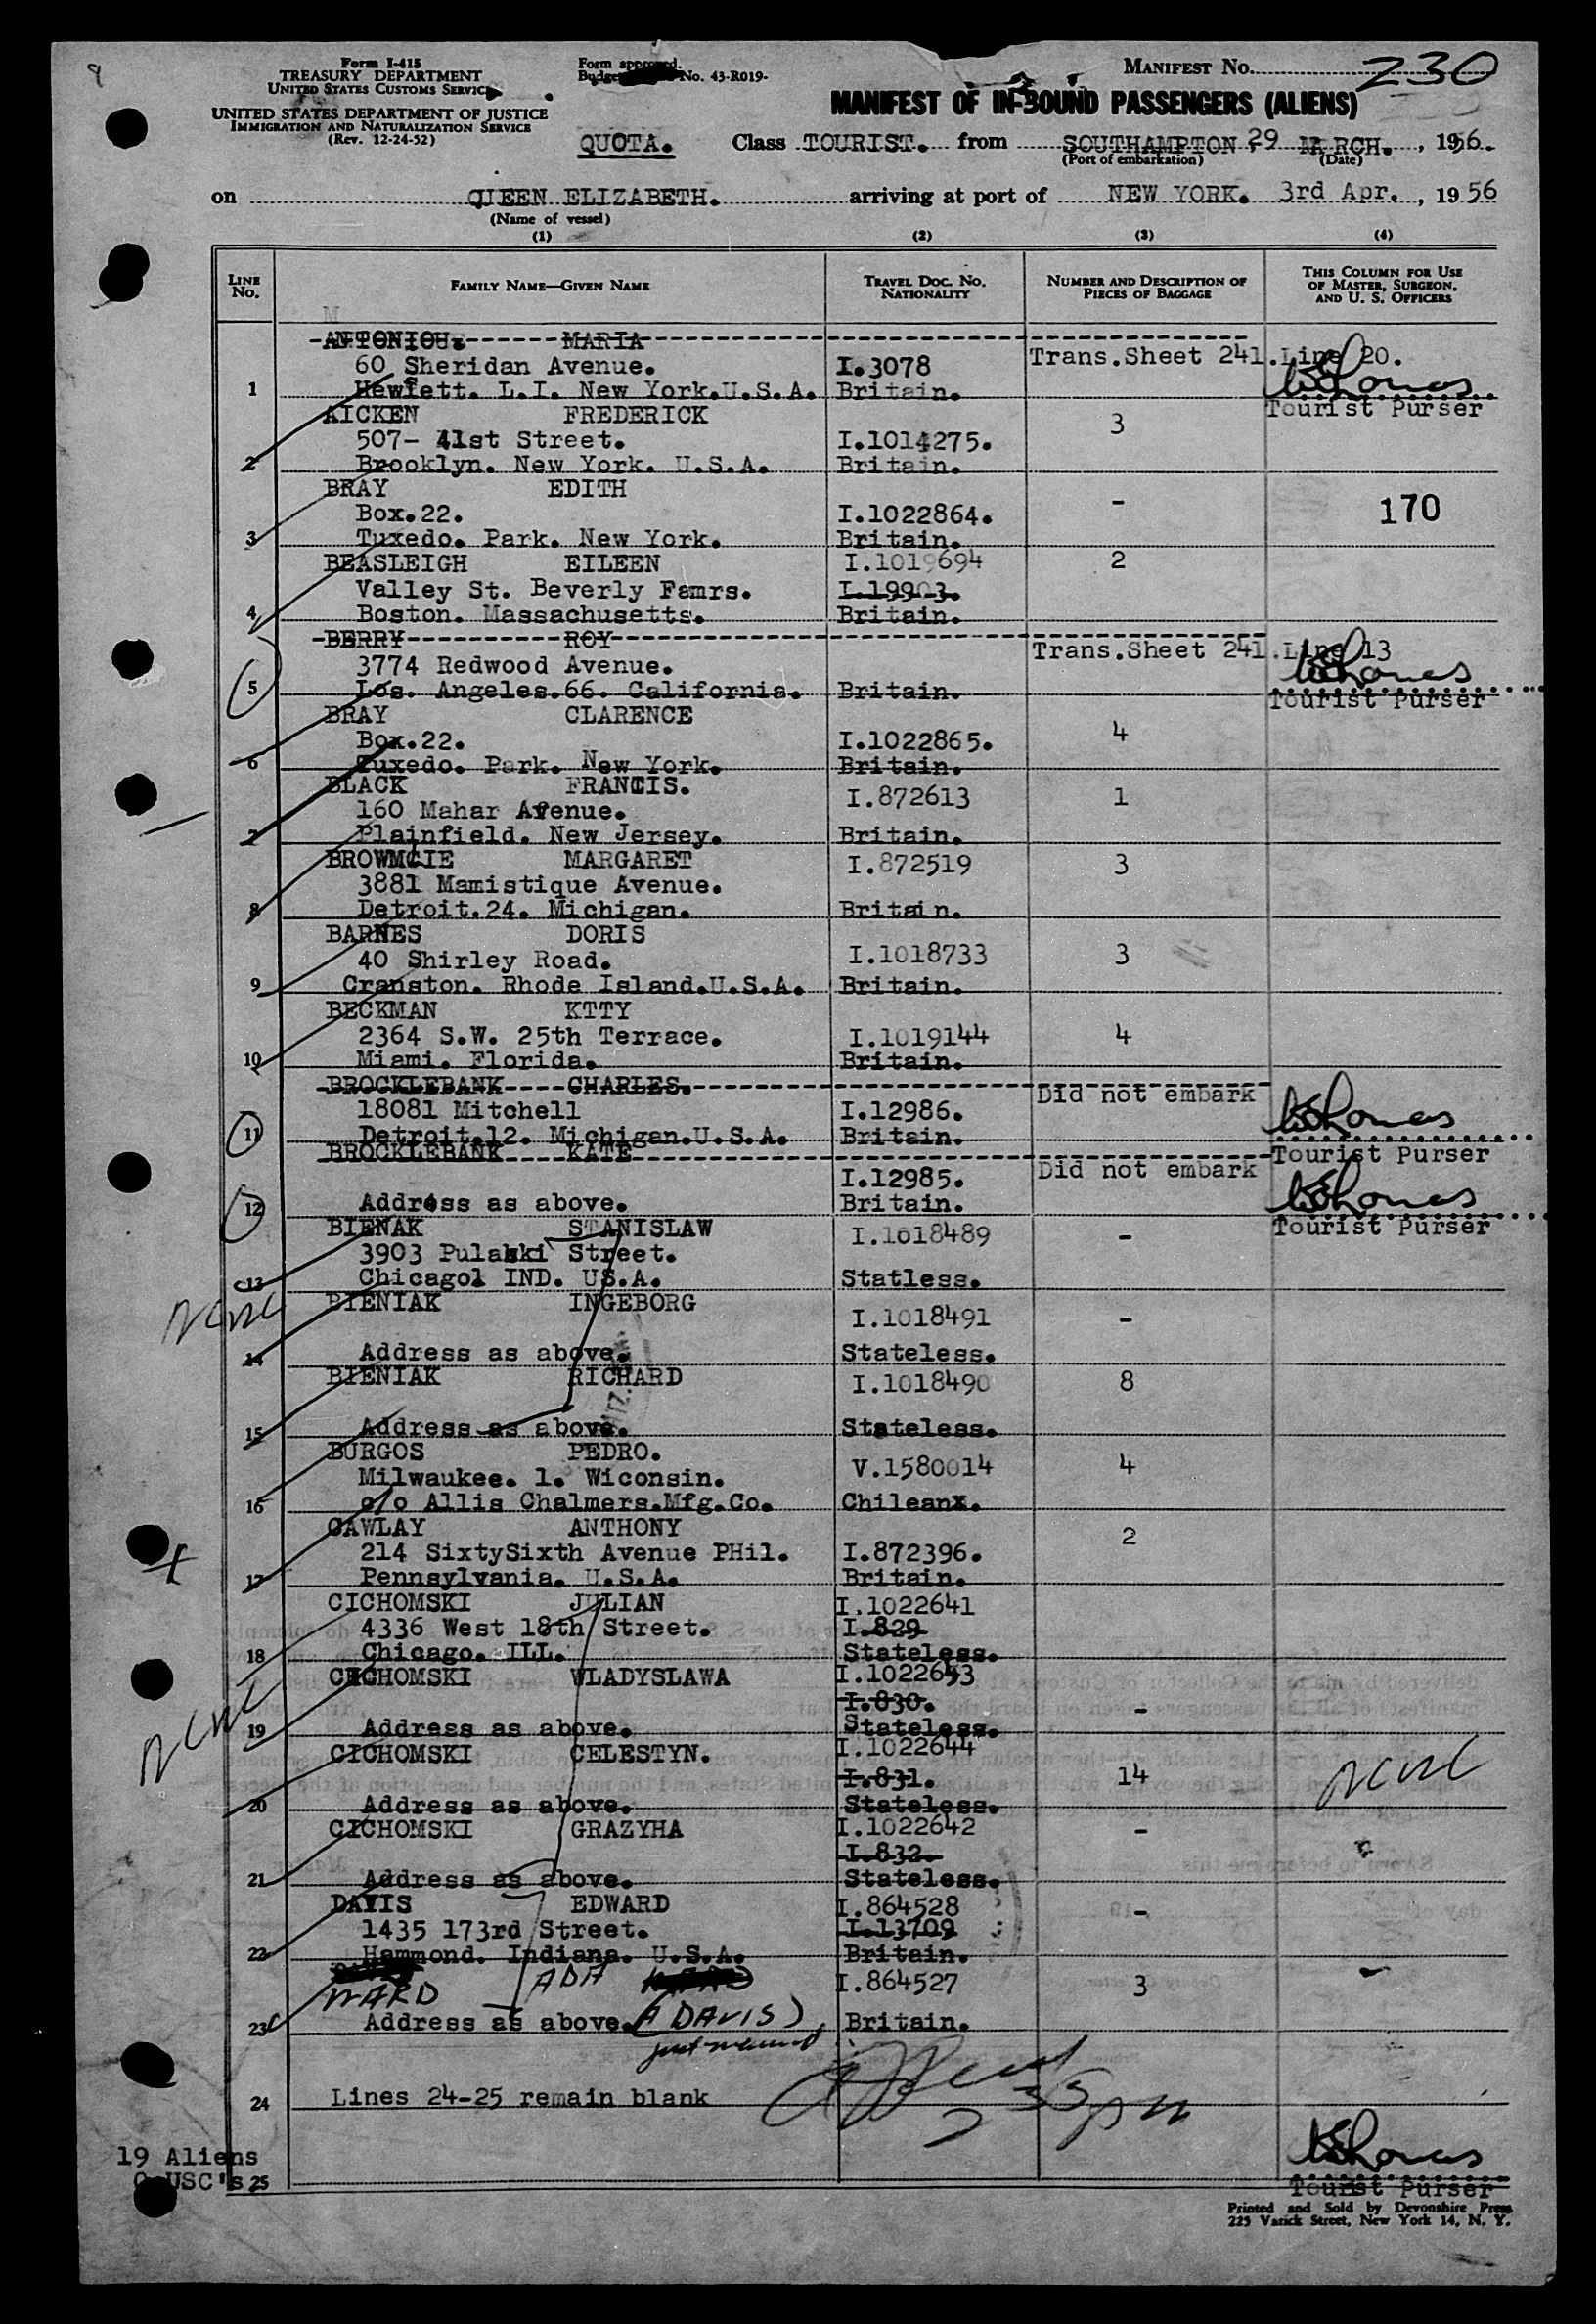 Form I-415
TREASURY DEPARTMENT
UNITED STATES CUSTOMS SERVICE
UNITED STATES DEPARTMENT OF JUSTICE
IMMIGRATION AND NATURALIZATION SERVICE
(Rev. 12-24-52)
Form approved.
Budget No. 43-R019-
MANIFEST No. 230
MANIFEST OF IN-BOUND PASSENGERS (ALIENS)
QUOTA. Class TOURIST. from SOUTHAMPTON, 29 MARCH., 1956.
(Port of embarkation) (Date)
on QUEEN ELIZABETH. arriving at port of NEW YORK. 3rd Apr., 1956
(Name of vessel)
(1) (2) (3) (4)
LINE No. FAMILY NAME—GIVEN NAME TRAVEL DOC. No. NATIONALITY NUMBER AND DESCRIPTION OF PIECES OF BAGGAGE THIS COLUMN FOR USE OF MASTER, SURGEON, AND U. S. OFFICERS
ANTONIOU. MARIA
60 Sheridan Avenue. I.3078 Trans.Sheet 241.Line 20.
1 Hewlett. L.I. New York.U.S.A. Britain.
AICKEN FREDERICK 3 Tourist Purser
507- 41st Street. I.1014275.
2 Brooklyn. New York. U.S.A. Britain.
BRAY EDITH -
Box.22. I.1022864. 170
3 Tuxedo. Park. New York. Britain.
BEASLEIGH EILEEN I.1019694 2
Valley St. Beverly Famrs. I.19903.
4 Boston. Massachusetts. Britain.
BERRY ROY
3774 Redwood Avenue. Trans.Sheet 241.Line 13
5 Los. Angeles.66. California. Britain. Tourist Purser
BRAY CLARENCE
Box.22. I.1022865. 4
6 Tuxedo. Park. New York. Britain.
BLACK FRANCIS. I.872613 1
160 Mahar Avenue.
7 Plainfield. New Jersey. Britain.
BROWMCIE MARGARET I.872519 3
3881 Mamistique Avenue.
8 Detroit.24. Michigan. Britain.
BARNES DORIS
40 Shirley Road. I.1018733 3
9 Cranston. Rhode Island.U.S.A. Britain.
BECKMAN KTTY
2364 S.W. 25th Terrace. I.1019144 4
10 Miami. Florida. Britain.
BROCKLEBANK CHARLES. Did not embark
18081 Mitchell I.12986.
11 Detroit.12. Michigan.U.S.A. Britain.
BROCKLEBANK KATE Tourist Purser
I.12985. Did not embark
12 Address as above. Britain.
BIENAK STANISLAW I.1018489 - Tourist Purser
3903 Pulaski Street.
13 Chicago1 IND. US.A. Statless.
NCNC
BIENIAK INGEBORG I.1018491 -
14 Address as above. Stateless.
BIENIAK RICHARD I.1018490 8
15 Address as above. Stateless.
BURGOS PEDRO.
Milwaukee. 1. Wiconsin. V.1580014 4
16 c/o Allis Chalmers.Mfg.Co. Chileanx.
CAWLAY ANTHONY 2
214 SixtySixth Avenue PHil. I.872396.
17 Pennsylvania. U.S.A. Britain.
CICHOMSKI JULIAN I.1022641
4336 West 18th Street. I.829
18 Chicago. ILL. Stateless.
CICHOMSKI WLADYSLAWA I.1022643
I.830. -
19 Address as above. Stateless.
NCNC
CICHOMSKI CELESTYN. I.1022644
I.831. 14 NCNC
20 Address as above. Stateless.
CICHOMSKI GRAZYHA I.1022642 -
I.832.
21 Address as above. Stateless.
DAVIS EDWARD I.864528 -
1435 173rd Street. I.13709
22 Hammond. Indiana. U.S.A. Britain.
WARD ADA I.864527 3
23 Address as above. (DAVIS) Britain.
24 Lines 24-25 remain blank
19 Aliens
0 USC's 25
Tourist Purser
Printed and Sold by Devonshire Press
225 Varick Street, New York 14, N. Y.